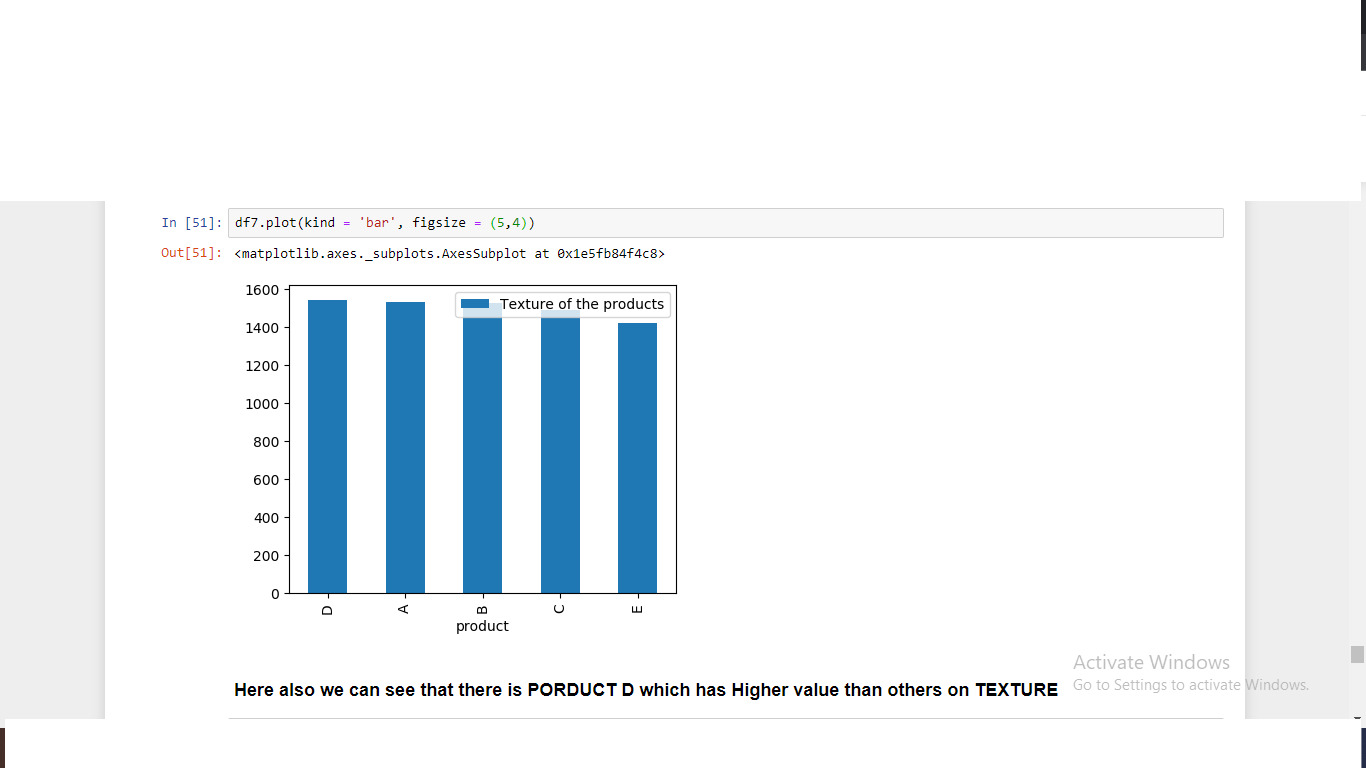 In [51]: df7.plot(kind = 'bar', figsize = (5,4))
Out[51]: <matplotlib.axes._subplots.AxesSubplot at 0x1e5fb84f4c8>
1600
Texture of the products
1400
1200
1000
800
600
400
200
0
D A B C E
product
Here also we can see that there is PORDUCT D which has Higher value than others on TEXTURE
Activate Windows
Go to Settings to activate Windows.